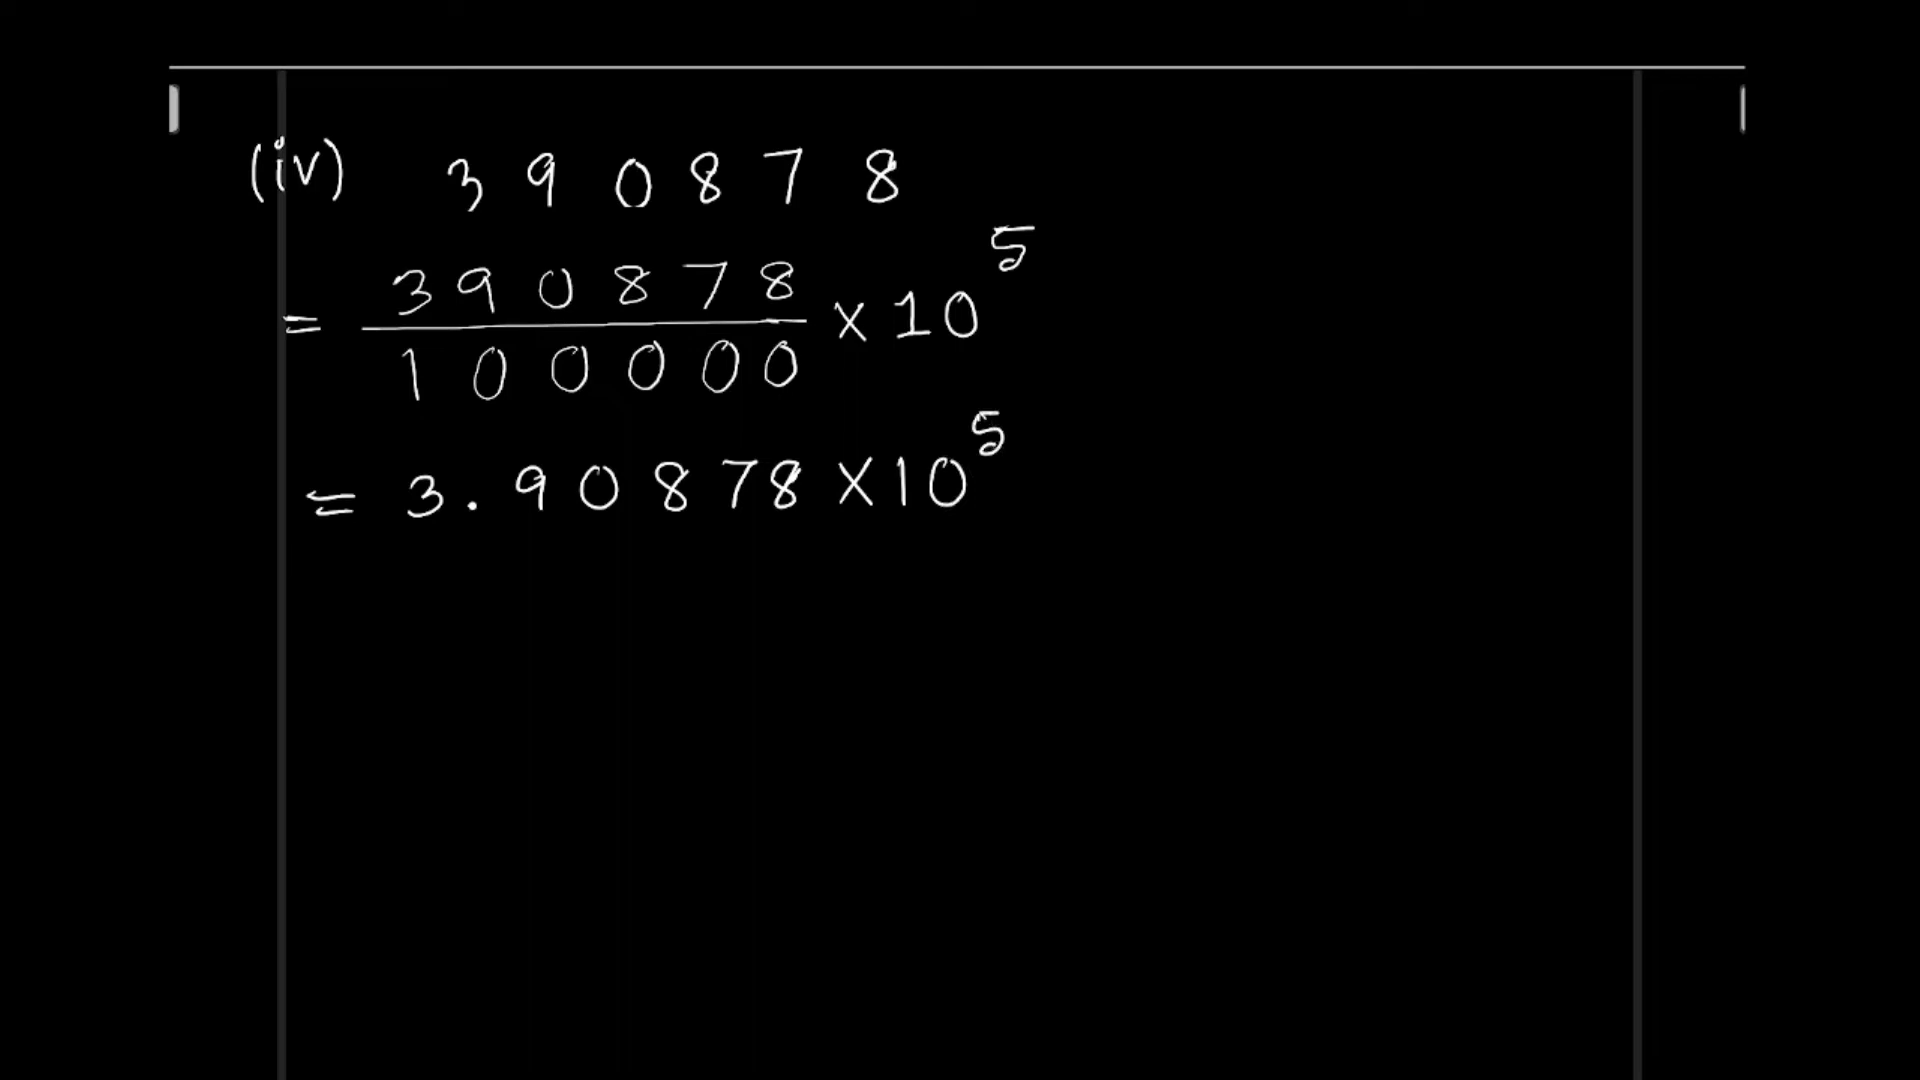 (iv) 390878
= 390878/100000 × 10^5
= 3.90878 × 10^5